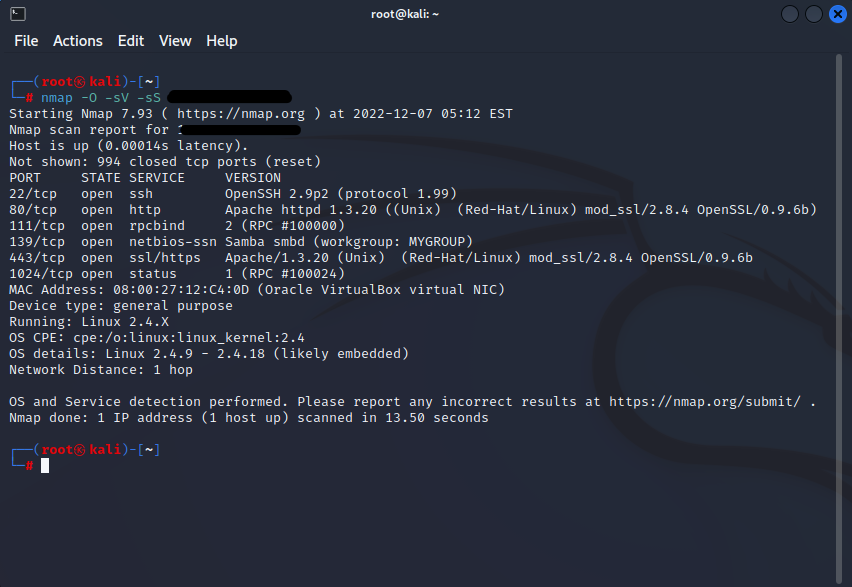 root@kali: ~
File Actions Edit View Help
┌──(root㉿kali)-[~]
└─# nmap -O -sV -sS
Starting Nmap 7.93 ( https://nmap.org ) at 2022-12-07 05:12 EST
Nmap scan report for
Host is up (0.00014s latency).
Not shown: 994 closed tcp ports (reset)
PORT     STATE SERVICE     VERSION
22/tcp   open  ssh         OpenSSH 2.9p2 (protocol 1.99)
80/tcp   open  http        Apache httpd 1.3.20 ((Unix)  (Red-Hat/Linux) mod_ssl/2.8.4 OpenSSL/0.9.6b)
111/tcp  open  rpcbind     2 (RPC #100000)
139/tcp  open  netbios-ssn Samba smbd (workgroup: MYGROUP)
443/tcp  open  ssl/https   Apache/1.3.20 (Unix)  (Red-Hat/Linux) mod_ssl/2.8.4 OpenSSL/0.9.6b
1024/tcp open  status      1 (RPC #100024)
MAC Address: 08:00:27:12:C4:0D (Oracle VirtualBox virtual NIC)
Device type: general purpose
Running: Linux 2.4.X
OS CPE: cpe:/o:linux:linux_kernel:2.4
OS details: Linux 2.4.9 - 2.4.18 (likely embedded)
Network Distance: 1 hop
OS and Service detection performed. Please report any incorrect results at https://nmap.org/submit/ .
Nmap done: 1 IP address (1 host up) scanned in 13.50 seconds
┌──(root㉿kali)-[~]
└─#